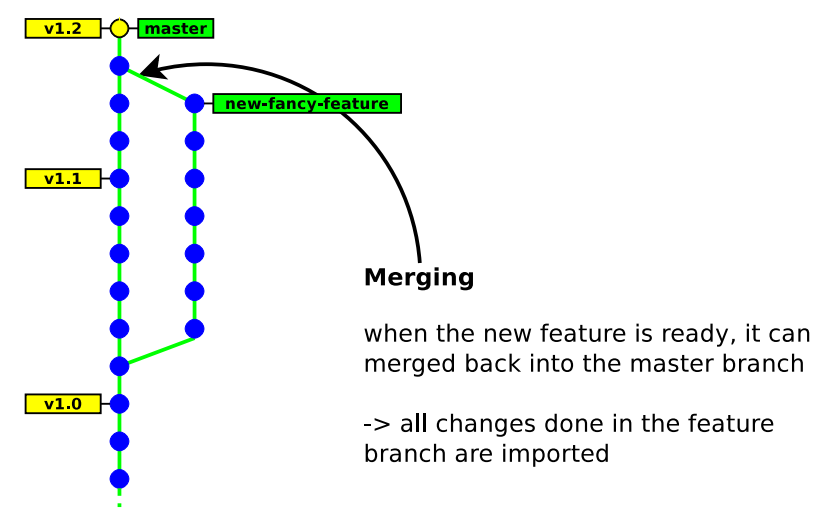 v1.2
master
new-fancy-feature
v1.1
Merging
when the new feature is ready, it can
merged back into the master branch
v1.0
-> all changes done in the feature
branch are imported